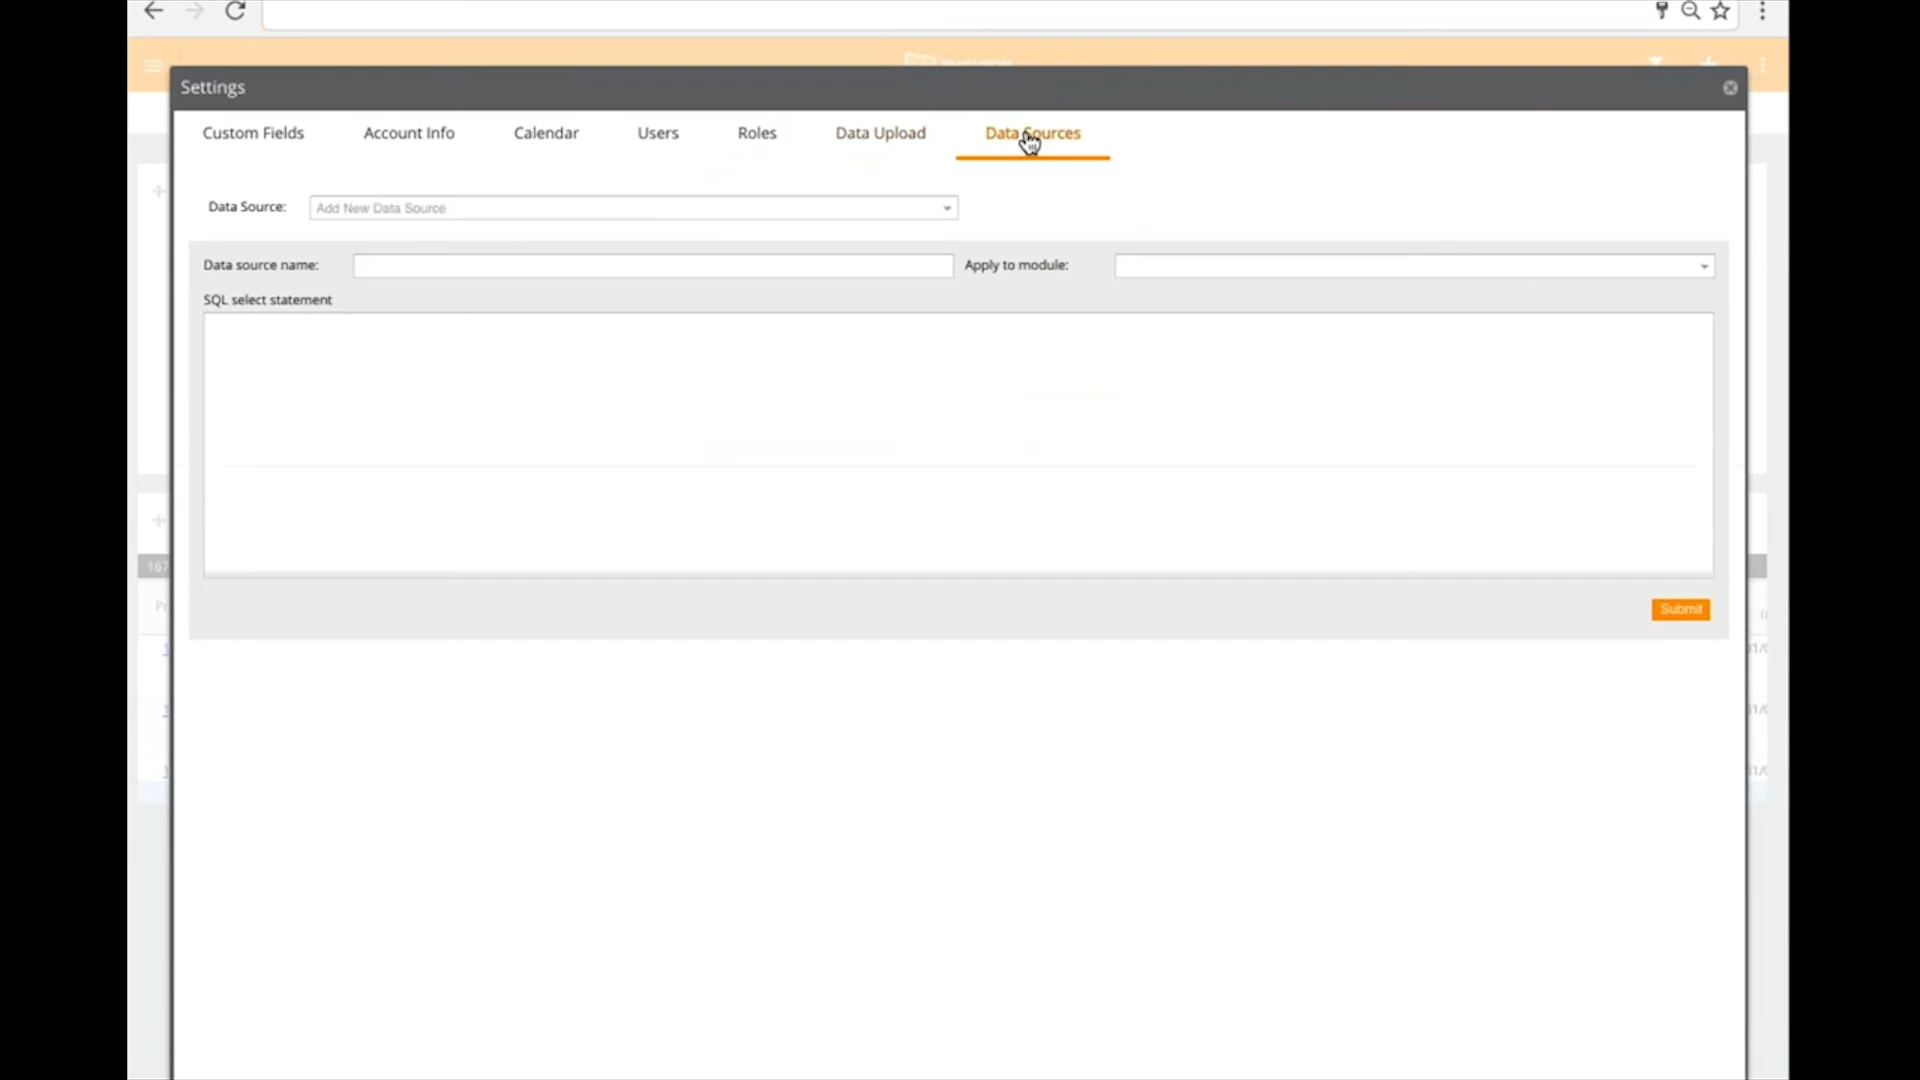 Settings
Custom Fields Account Info Calendar Users Roles Data Upload Data Sources
Data Source: Add New Data Source
Data source name: Apply to module:
SQL select statement
167
Submit